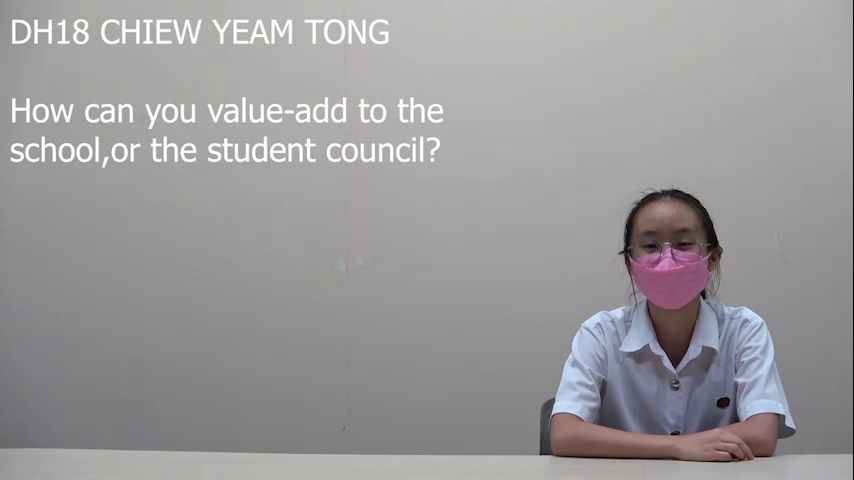 DH18 CHIEW YEAM TONG
How can you value-add to the
school,or the student council?